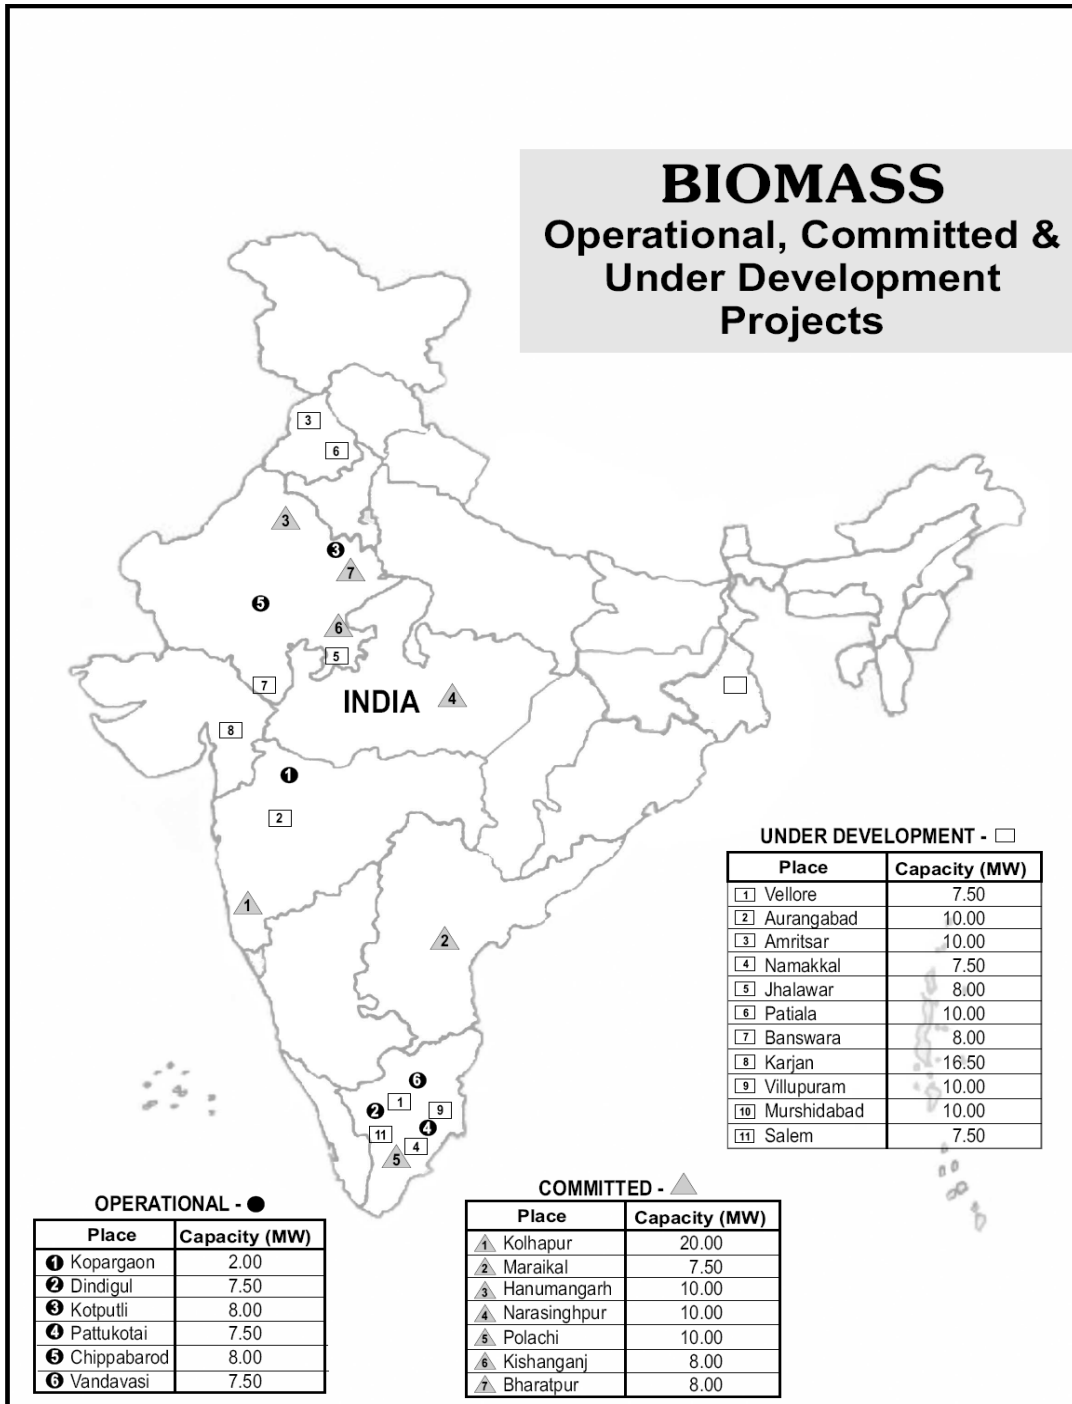 BIOMASS
Operational, Committed &
Under Development
Projects
3
6
3
3
7
5
6
5
7
INDIA
4
8
1
2
1
2
6
1
2
9
4
11
4
5
UNDER DEVELOPMENT -
Place Capacity (MW)
1 Vellore 7.50
2 Aurangabad 10.00
3 Amritsar 10.00
4 Namakkal 7.50
5 Jhalawar 8.00
6 Patiala 10.00
7 Banswara 8.00
8 Karjan 16.50
9 Villupuram 10.00
10 Murshidabad 10.00
11 Salem 7.50
OPERATIONAL -
Place Capacity (MW)
1 Kopargaon 2.00
2 Dindigul 7.50
3 Kotputli 8.00
4 Pattukotai 7.50
5 Chippabarod 8.00
6 Vandavasi 7.50
COMMITTED -
Place Capacity (MW)
1 Kolhapur 20.00
2 Maraikal 7.50
3 Hanumangarh 10.00
4 Narasinghpur 10.00
5 Polachi 10.00
6 Kishanganj 8.00
7 Bharatpur 8.00